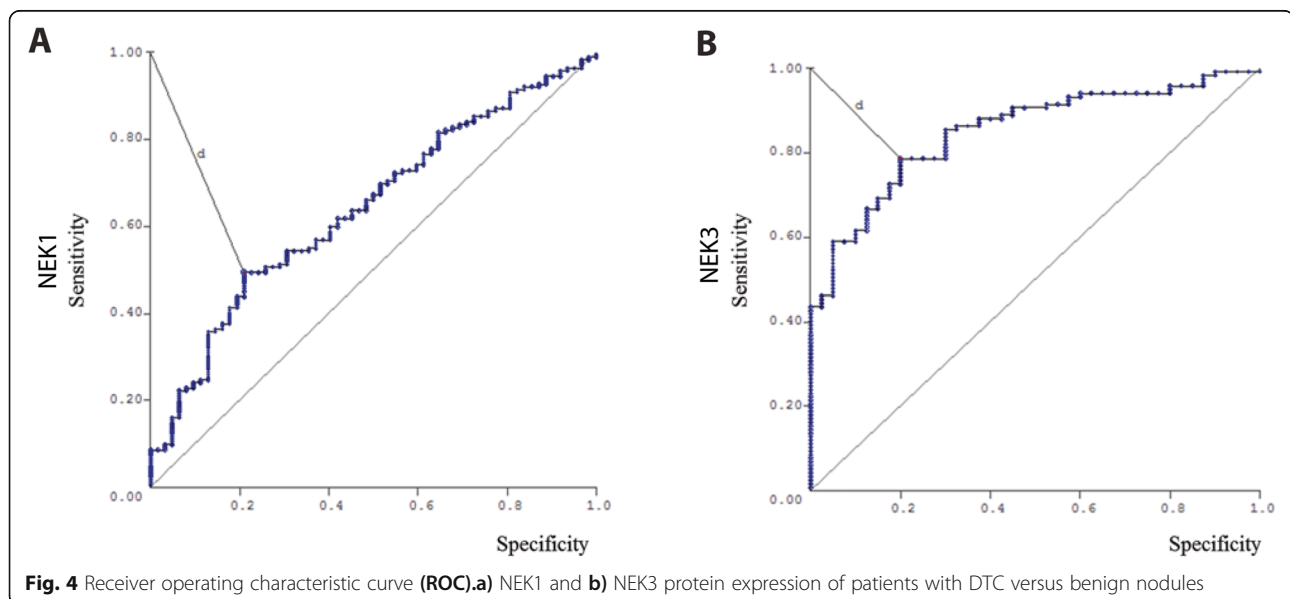 A
1.00
d
0.80
0.60
NEK1
Sensitivity
0.40
0.20
0.00
0.2 0.4 0.6 0.8 1.0
Specificity
B
1.00
d
0.80
0.60
NEK3
Sensitivity
0.40
0.20
0.00
0.2 0.4 0.6 0.8 1.0
Specificity
Fig. 4 Receiver operating characteristic curve (ROC).a) NEK1 and b) NEK3 protein expression of patients with DTC versus benign nodules